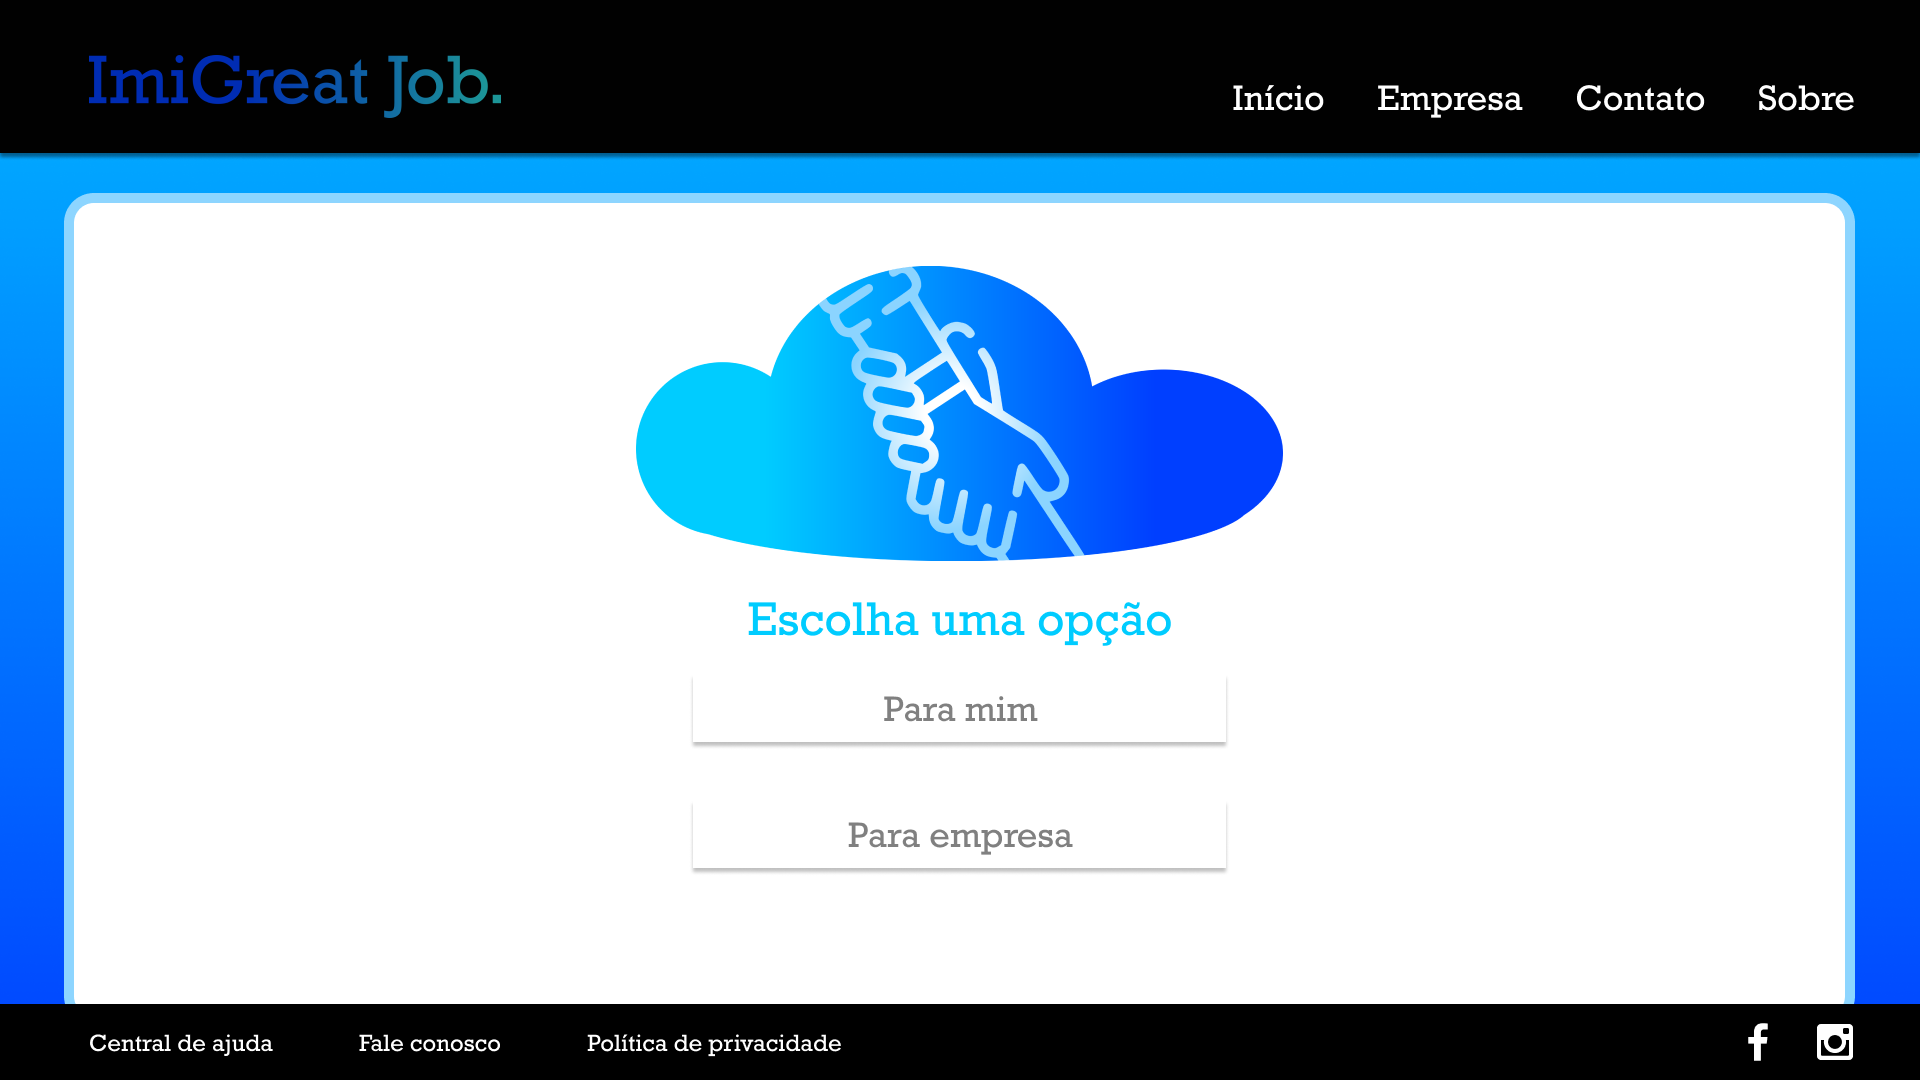 ImiGreat Job.
Início Empresa Contato Sobre
Escolha uma opção
Para mim
Para empresa
Central de ajuda Fale conosco Política de privacidade